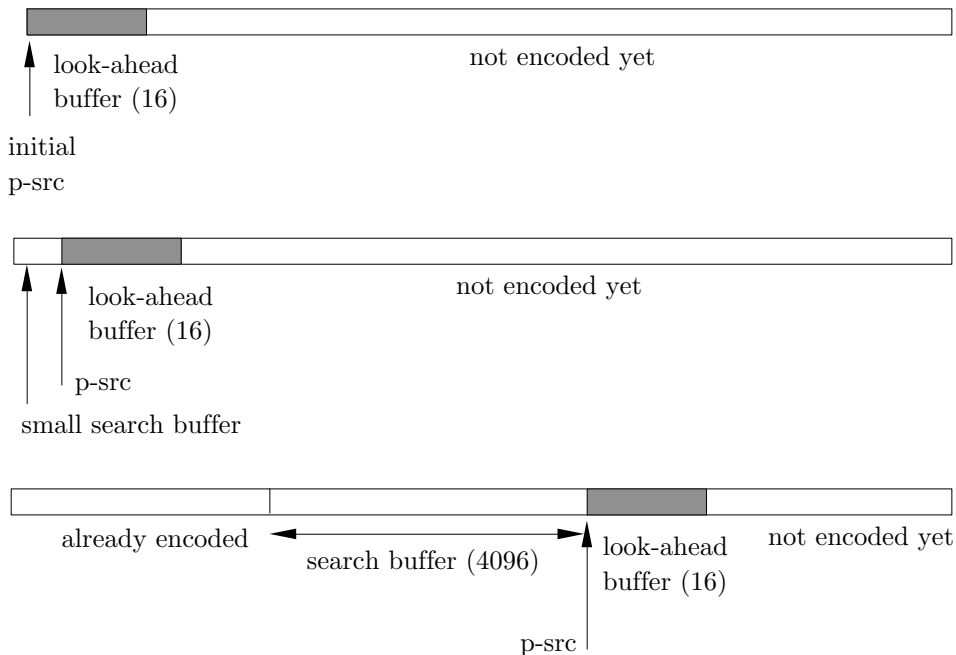 not encoded yet
look-ahead
buffer (16)
initial
p-src
not encoded yet
look-ahead
buffer (16)
p-src
small search buffer
already encoded
search buffer (4096)
look-ahead
buffer (16)
not encoded yet
p-src